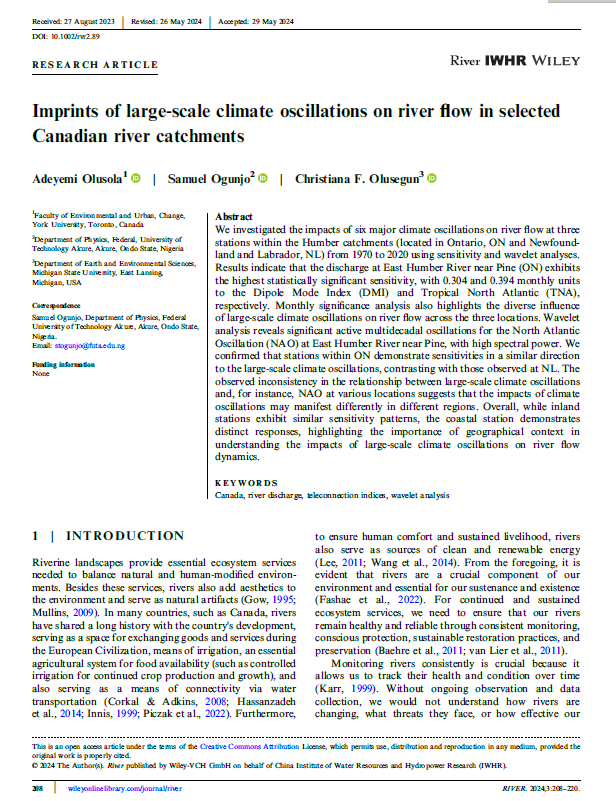 Received: 27 August 2023 | Revised: 26 May 2024 | Accepted: 29 May 2024
DOI: 10.1002/rvr2.89
RESEARCH ARTICLE
River IWHR WILEY
Imprints of large-scale climate oscillations on river flow in selected
Canadian river catchments
Adeyemi Olusola1 | Samuel Ogunjo2 | Christiana F. Olusegun3
1Faculty of Environmental and Urban, Change,
York University, Toronto, Canada
2Department of Physics, Federal, University of
Technology Akure, Akure, Ondo State, Nigeria
3Department of Earth and Environmental Sciences,
Michigan State University, East Lansing,
Michigan, USA
Correspondence
Samuel Ogunjo, Department of Physics, Federal
University of Technology Akure, Akure, Ondo State,
Nigeria.
Email: stogunjo@futa.edu.ng
Funding information
None
Abstract
We investigated the impacts of six major climate oscillations on river flow at three
stations within the Humber catchments (located in Ontario, ON and Newfound-
land and Labrador, NL) from 1970 to 2020 using sensitivity and wavelet analyses.
Results indicate that the discharge at East Humber River near Pine (ON) exhibits
the highest statistically significant sensitivity, with 0.304 and 0.394 monthly units
to the Dipole Mode Index (DMI) and Tropical North Atlantic (TNA),
respectively. Monthly significance analysis also highlights the diverse influence
of large-scale climate oscillations on river flow across the three locations. Wavelet
analysis reveals significant active multidecadal oscillations for the North Atlantic
Oscillation (NAO) at East Humber River near Pine, with high spectral power. We
confirmed that stations within ON demonstrate sensitivities in a similar direction
to the large-scale climate oscillations, contrasting with those observed at NL. The
observed inconsistency in the relationship between large-scale climate oscillations
and, for instance, NAO at various locations suggests that the impacts of climate
oscillations may manifest differently in different regions. Overall, while inland
stations exhibit similar sensitivity patterns, the coastal station demonstrates
distinct responses, highlighting the importance of geographical context in
understanding the impacts of large-scale climate oscillations on river flow
dynamics.
KEYWORDS
Canada, river discharge, teleconnection indices, wavelet analysis
1 | INTRODUCTION
Riverine landscapes provide essential ecosystem services
needed to balance natural and human-modified environ-
ments. Besides these services, rivers also add aesthetics to
the environment and serve as natural artifacts (Gow, 1995;
Mullins, 2009). In many countries, such as Canada, rivers
have shared a long history with the country's development,
serving as a space for exchanging goods and services during
the European Civilization, means of irrigation, an essential
agricultural system for food availability (such as controlled
irrigation for continued crop production and growth), and
also serving as a means of connectivity via water
transportation (Corkal & Adkins, 2008; Hassanzadeh
et al., 2014; Innis, 1999; Piczak et al., 2022). Furthermore,
to ensure human comfort and sustained livelihood, rivers
also serve as sources of clean and renewable energy
(Lee, 2011; Wang et al., 2014). From the foregoing, it is
evident that rivers are a crucial component of our
environment and essential for our sustenance and existence
(Fashae et al., 2022). For continued and sustained
ecosystem services, we need to ensure that our rivers
remain healthy and reliable through consistent monitoring,
conscious protection, sustainable restoration practices, and
preservation (Baehre et al., 2011; van Lier et al., 2011).
Monitoring rivers consistently is crucial because it
allows us to track their health and condition over time
(Karr, 1999). Without ongoing observation and data
collection, we would not understand how rivers are
changing, what threats they face, or how effective our
This is an open access article under the terms of the Creative Commons Attribution License, which permits use, distribution and reproduction in any medium, provided the
original work is properly cited.
© 2024 The Author(s). River published by Wiley-VCH GmbH on behalf of China Institute of Water Resources and Hydropower Research (IWHR).
208 | wileyonlinelibrary.com/journal/river
RIVER. 2024;3:208–220.